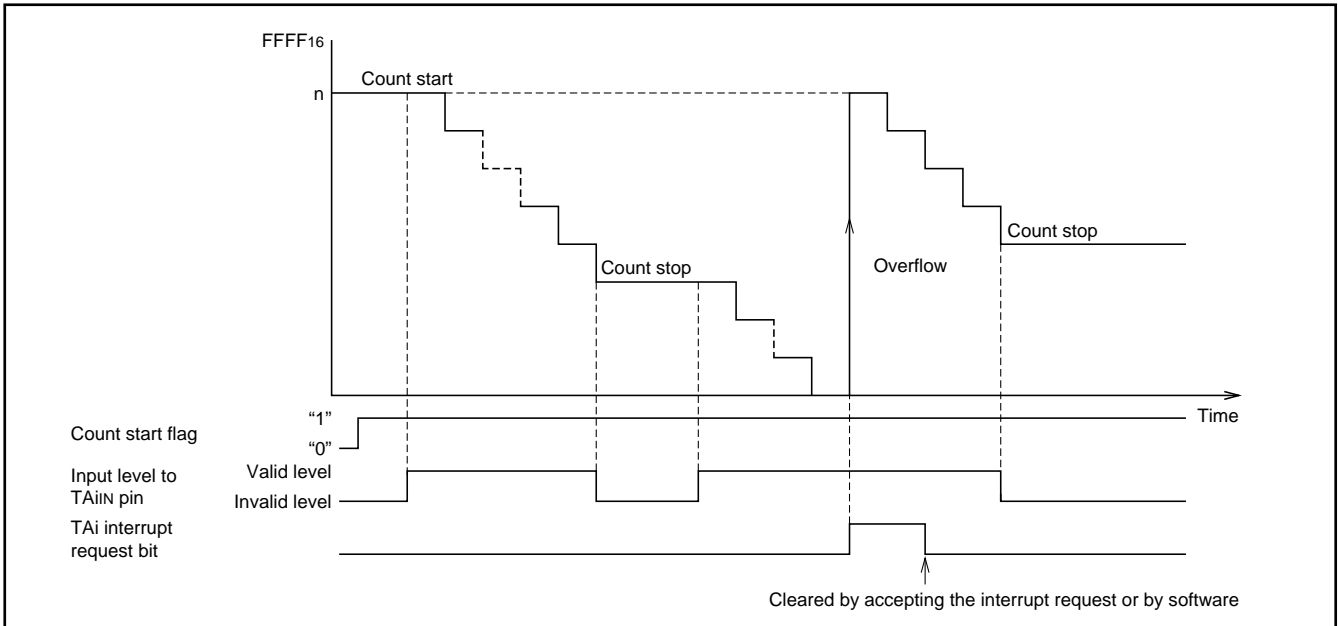 FFFF16
Count start
n
Count stop
Count stop
Overflow
Time
Count start flag
“1”
“0”
Input level to
TAiIN pin
Valid level
Invalid level
TAi interrupt
request bit
Cleared by accepting the interrupt request or by software